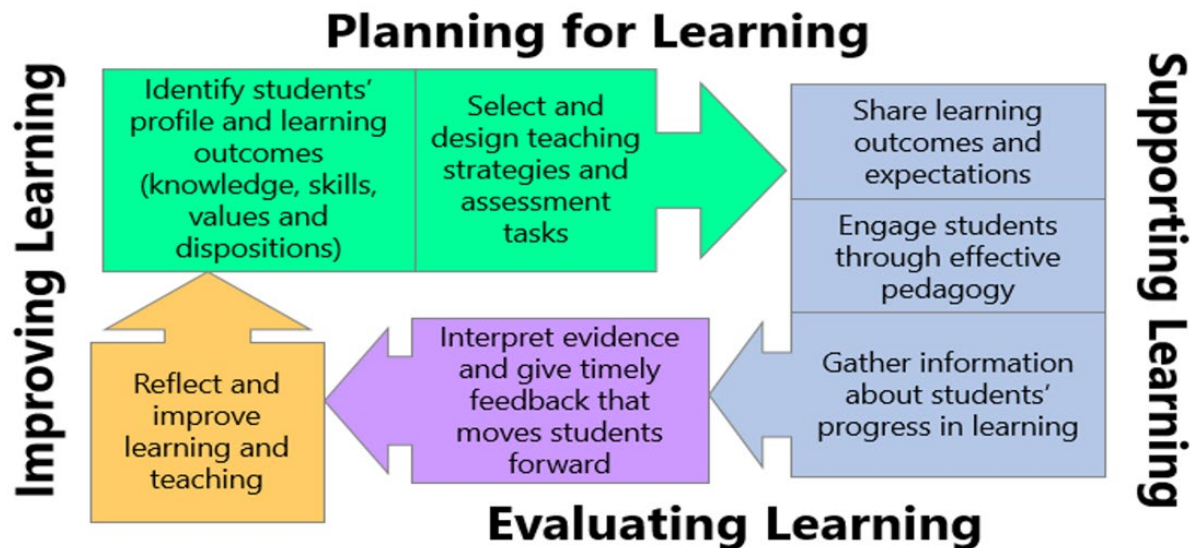 Planning for Learning
Identify students’
profile and learning
outcomes
(knowledge, skills,
values and
dispositions)
Select and
design teaching
strategies and
assessment
tasks
Share learning
outcomes and
expectations
Engage students
through effective
pedagogy
Gather information
about students’
progress in learning
Supporting Learning
Interpret evidence
and give timely
feedback that
moves students
forward
Evaluating Learning
Reflect and
improve
learning and
teaching
Improving Learning